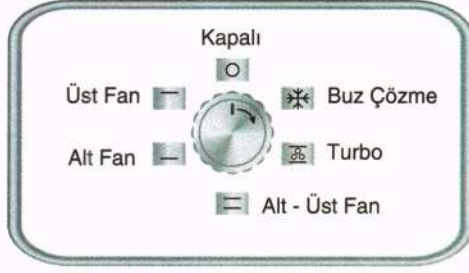 Kapalı
Üst Fan
Buz Çözme
Alt Fan
Turbo
Alt - Üst Fan